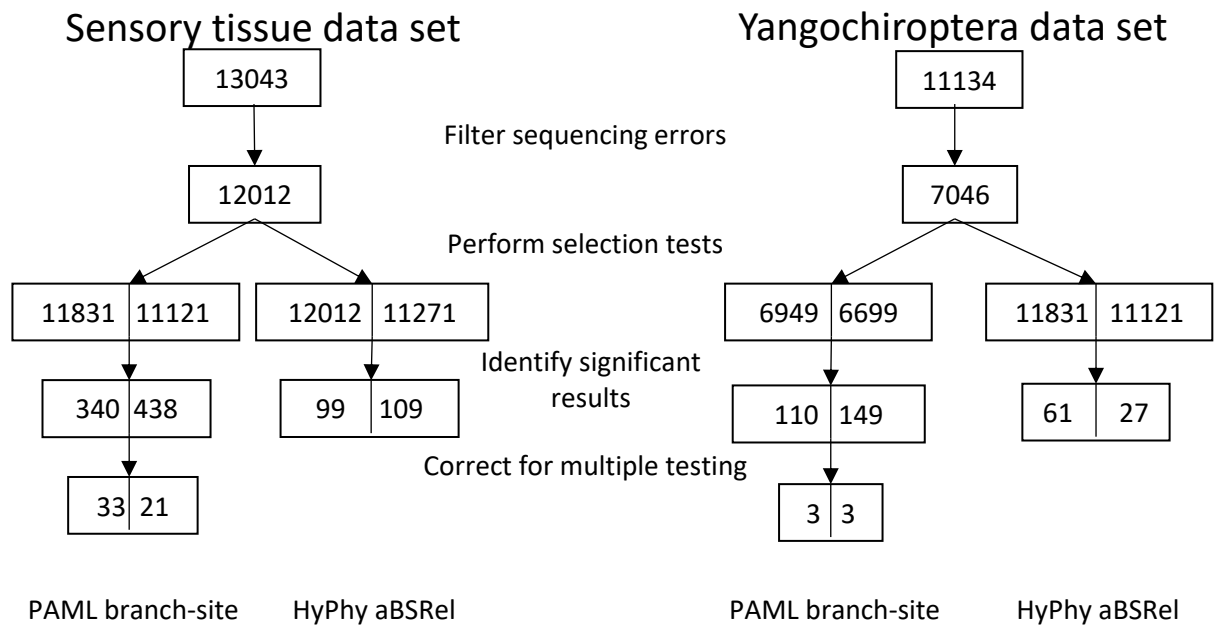 Sensory tissue data set
Yangochiroptera data set
13043
11134
Filter sequencing errors
12012
7046
Perform selection tests
11831 11121
12012 11271
6949 6699
11831 11121
Identify significant
results
340 438
99 109
110 149
61 27
Correct for multiple testing
33 21
3 3
PAML branch-site
HyPhy aBSRel
PAML branch-site
HyPhy aBSRel